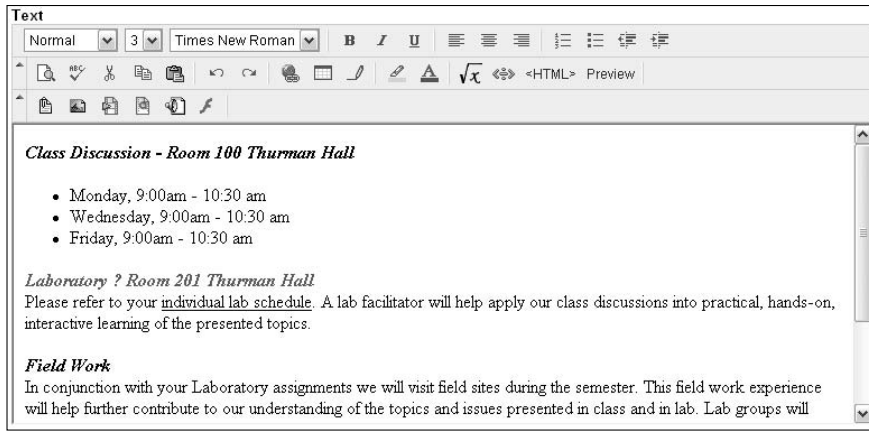 Text
Normal 3 Times New Roman B I U
ABC √x <HTML> Preview
Class Discussion - Room 100 Thurman Hall
Monday, 9:00am - 10:30 am
Wednesday, 9:00am - 10:30 am
Friday, 9:00am - 10:30 am
Laboratory ? Room 201 Thurman Hall
Please refer to your individual lab schedule. A lab facilitator will help apply our class discussions into practical, hands-on,
interactive learning of the presented topics.
Field Work
In conjunction with your Laboratory assignments we will visit field sites during the semester. This field work experience
will help further contribute to our understanding of the topics and issues presented in class and in lab. Lab groups will